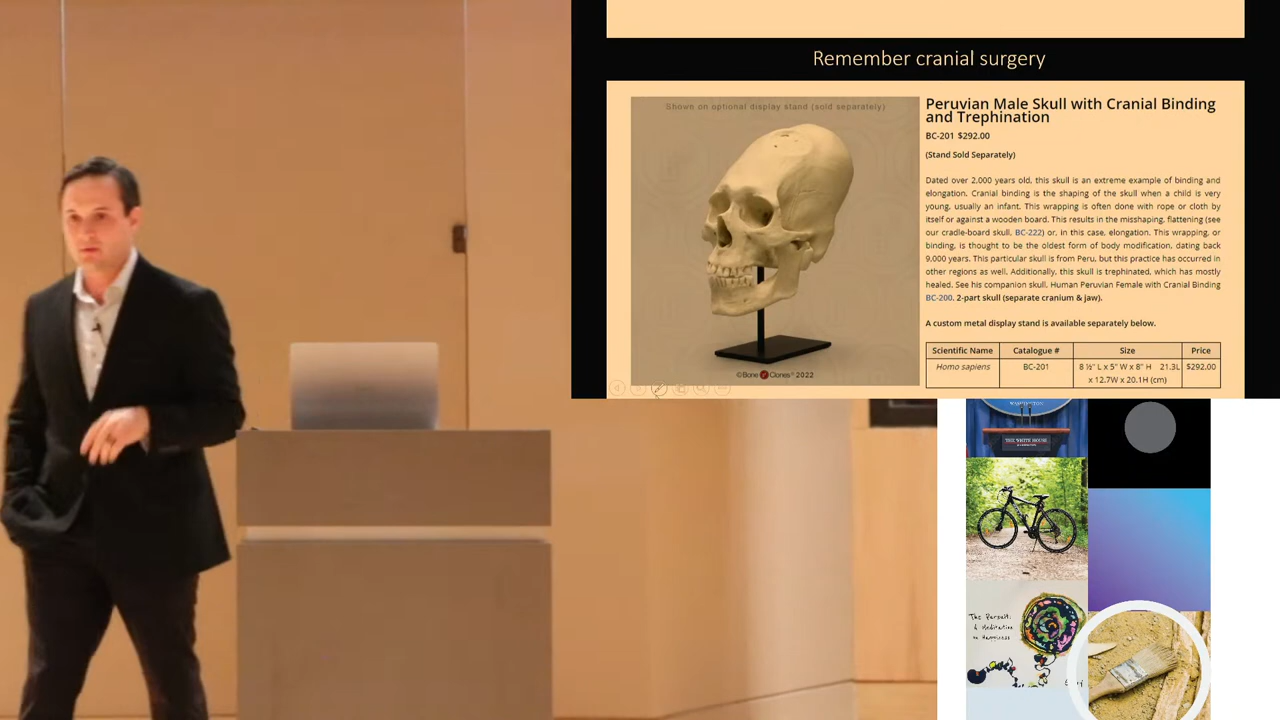 Remember cranial surgery
Shown on optional display stand (sold separately)
©Bone Clones® 2022
Peruvian Male Skull with Cranial Binding
and Trephination
BC-201 $292.00
(Stand Sold Separately)
Dated over 2,000 years old, this skull is an extreme example of binding and
elongation. Cranial binding is the shaping of the skull when a child is very
young, usually an infant. This wrapping is often done with rope or cloth by
itself or against a wooden board. This results in the misshaping, flattening (see
our cradle-board skull, BC-222) or, in this case, elongation. This wrapping, or
binding, is thought to be the oldest form of body modification, dating back
9,000 years. This particular skull is from Peru, but this practice has occurred in
other regions as well. Additionally, this skull is trephinated, which has mostly
healed. See his companion skull, Human Peruvian Female with Cranial Binding
BC-200. 2-part skull (separate cranium & jaw).
A custom metal display stand is available separately below.
Scientific Name Catalogue # Size Price
Homo sapiens BC-201 8 ½" L x 5" W x 8" H 21.3L $292.00
x 12.7W x 20.1H (cm)
WASHINGTON
THE WHITE HOUSE
The Pursuit:
A Meditation
on Happiness